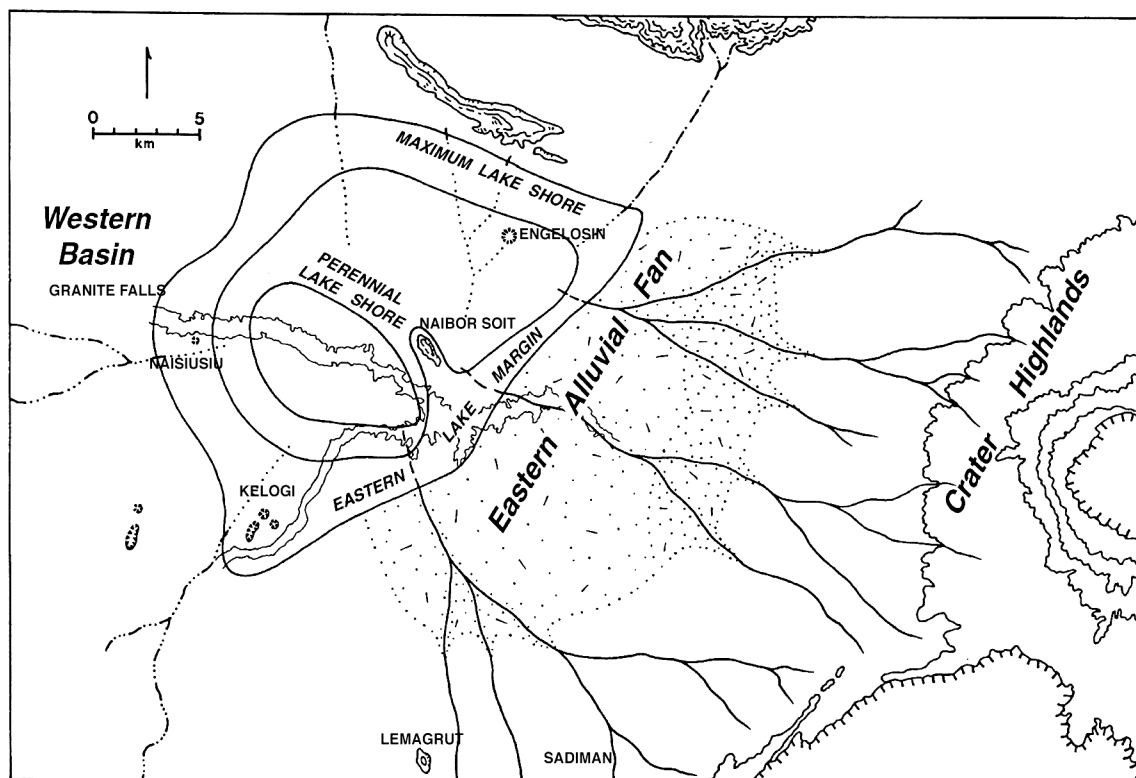 0 5
km
MAXIMUM LAKE SHORE
Western
Basin
ENGELOSIN
GRANITE FALLS
PERENNIAL
LAKE SHORE
NAIBOR SOIT
NAISIUSIU
EASTERN LAKE MARGIN
Eastern Alluvial Fan
Crater Highlands
KELOGI
LEMAGRUT
SADIMAN